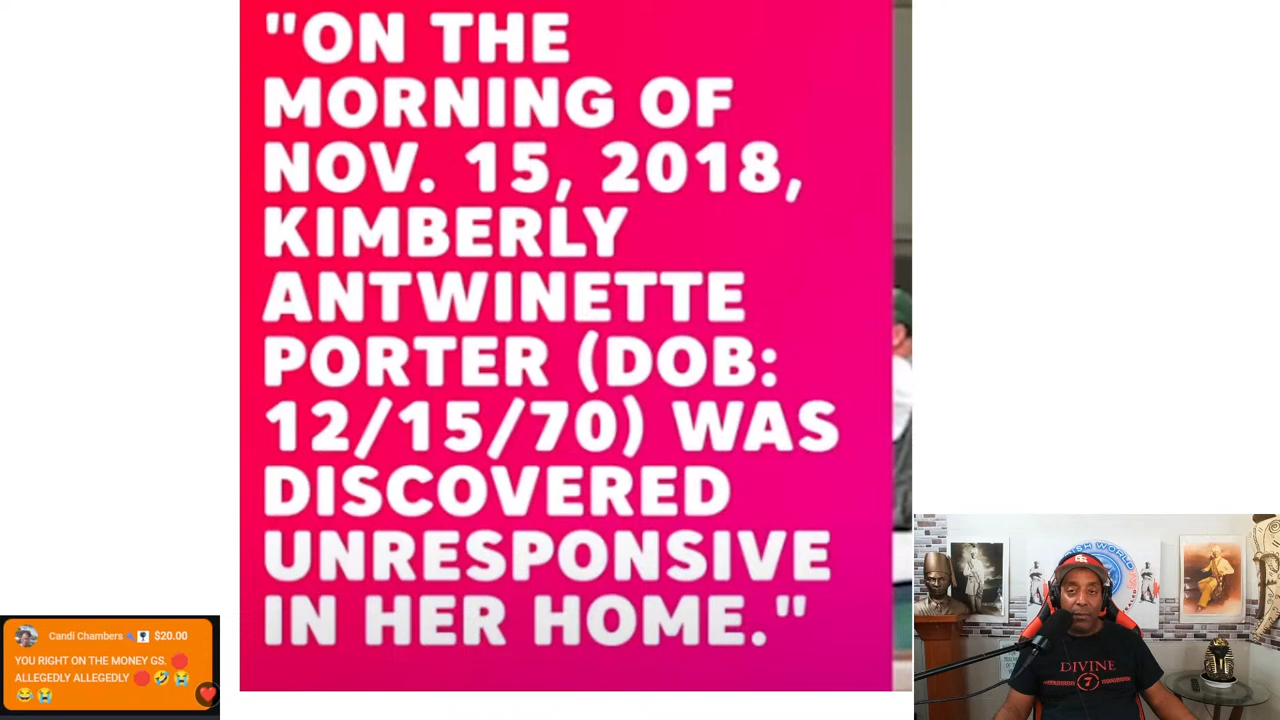 "ON THE
MORNING OF
NOV. 15, 2018,
KIMBERLY
ANTWINETTE
PORTER (DOB:
12/15/70) WAS
DISCOVERED
UNRESPONSIVE
IN HER HOME."
Candi Chambers $20.00
YOU RIGHT ON THE MONEY GS. 🛑
ALLEGEDLY ALLEGEDLY 🛑 🤣 😭
😂 😭
DIVINE
7